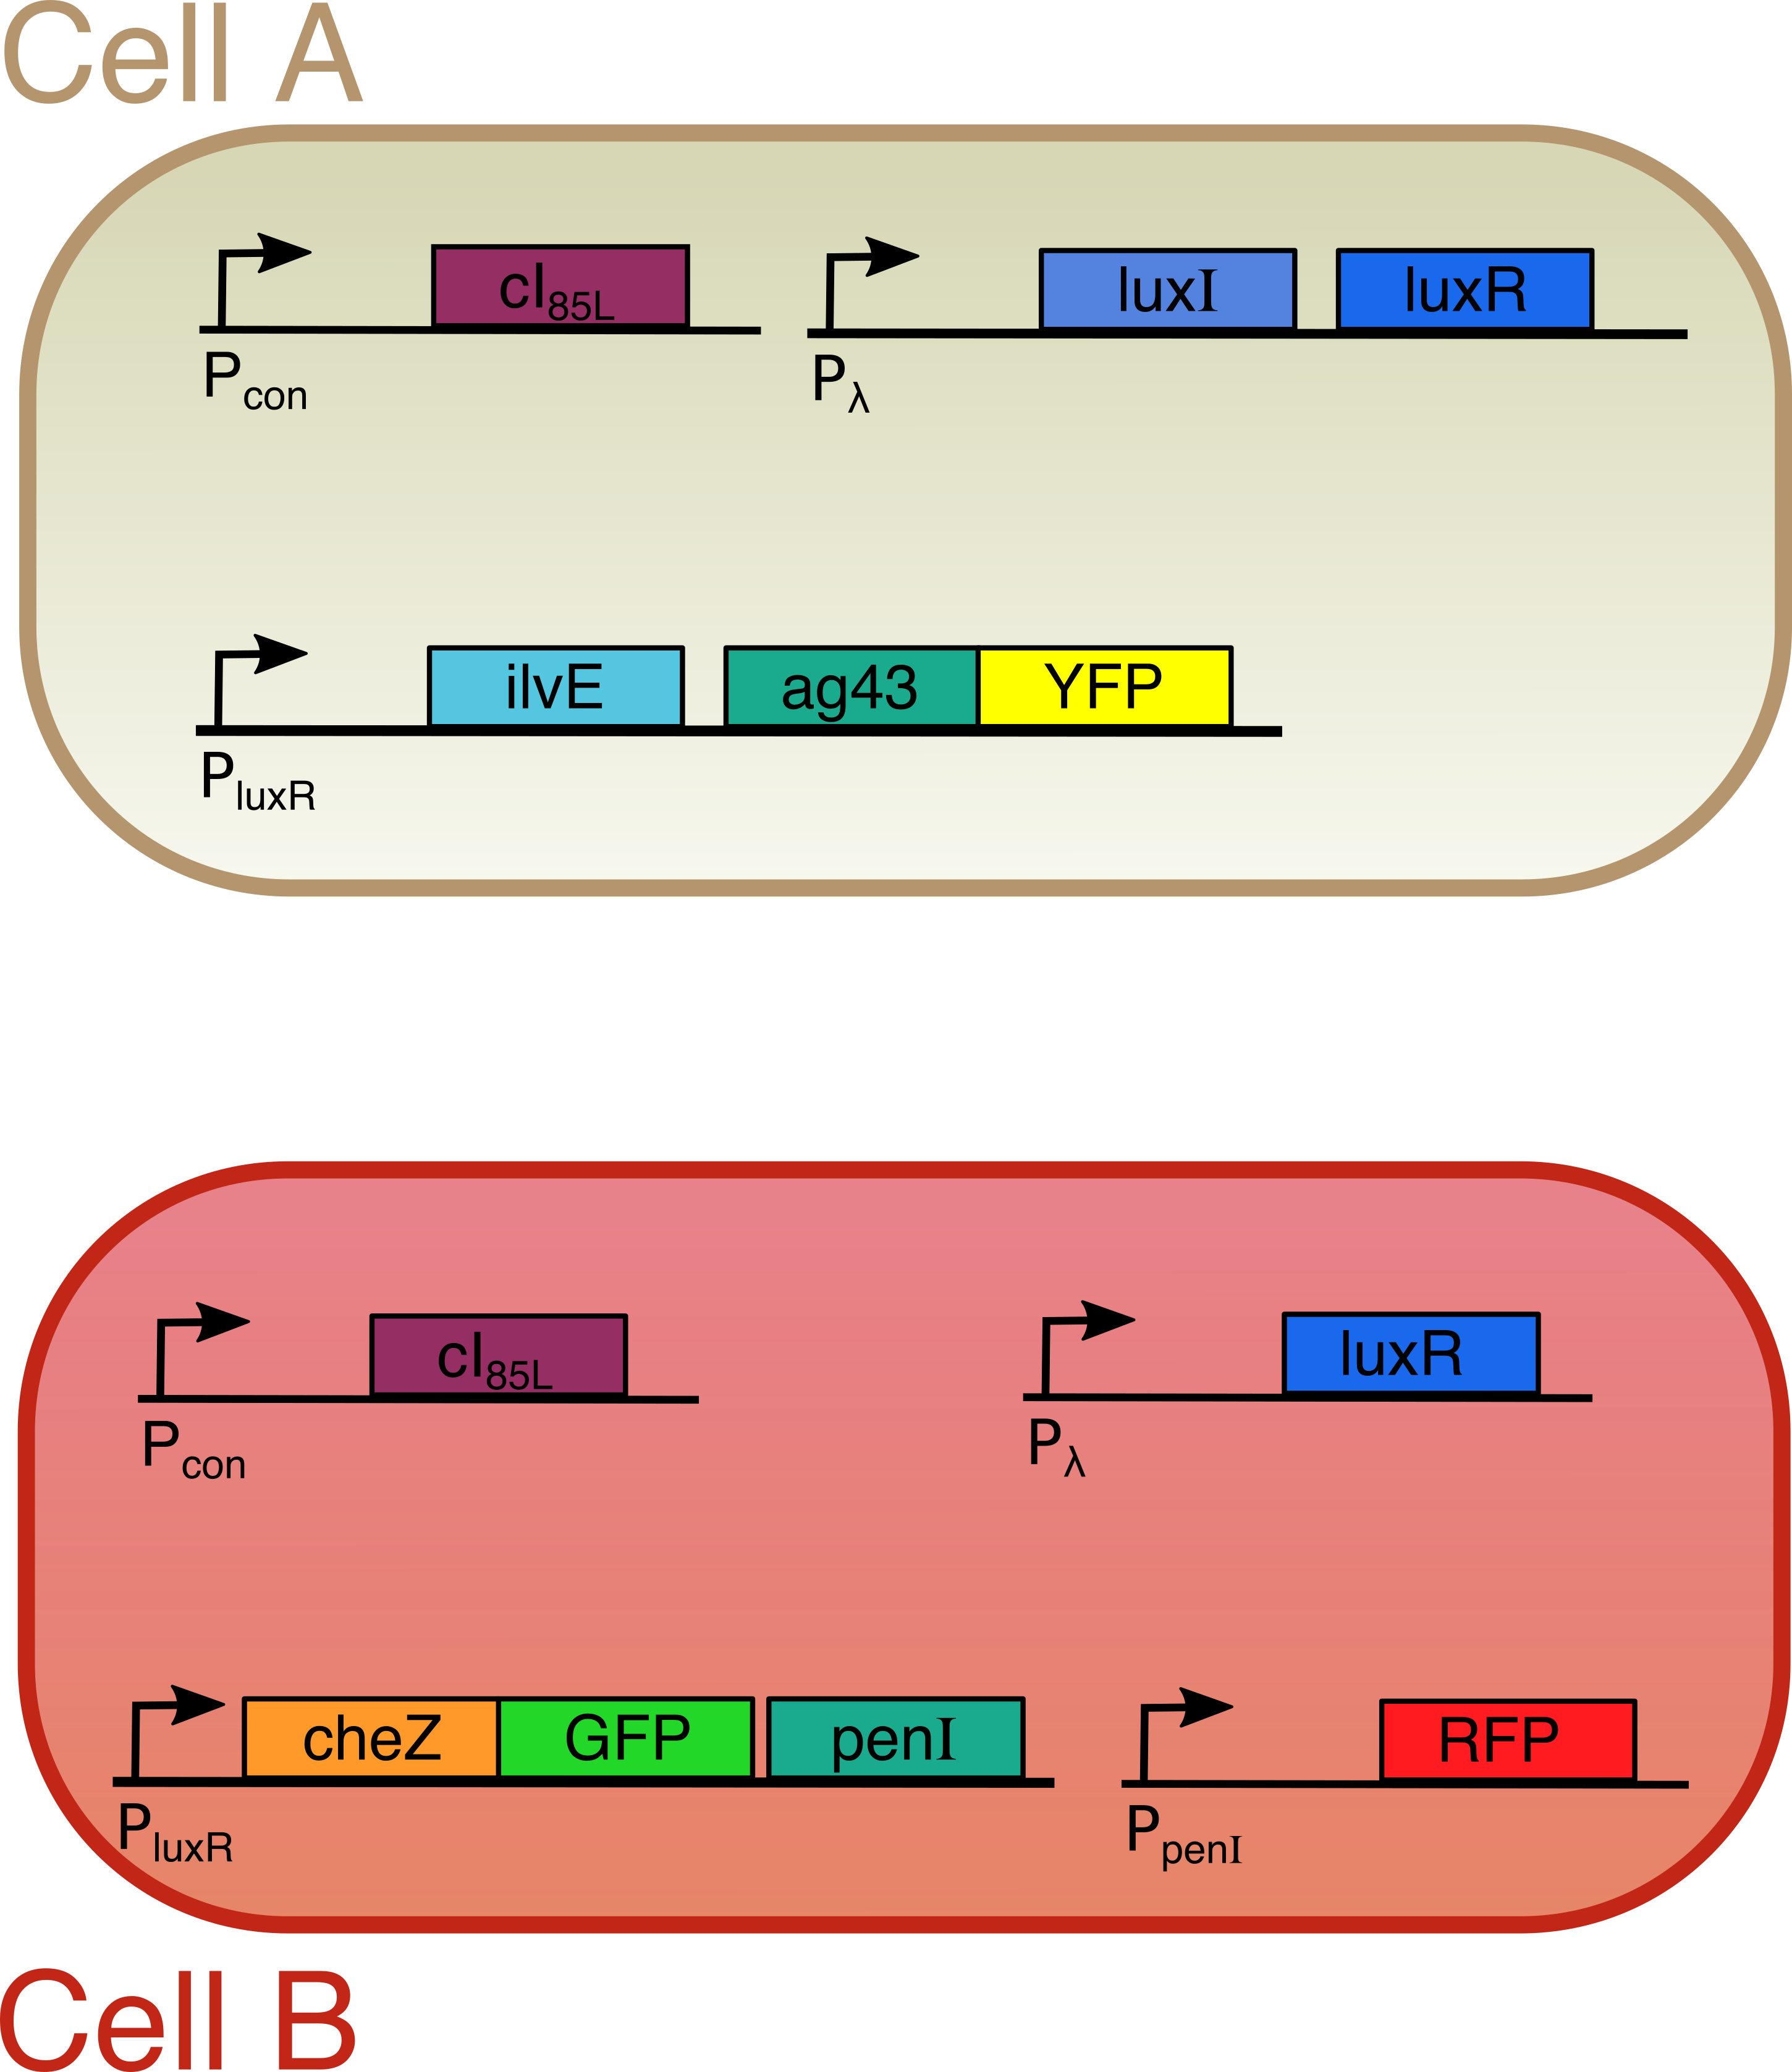 Cell A
cI85L
luxI
luxR
Pcon
Pλ
ilvE
ag43
YFP
PluxR
cI85L
luxR
Pcon
Pλ
cheZ
GFP
penI
RFP
PluxR
PpenI
Cell B